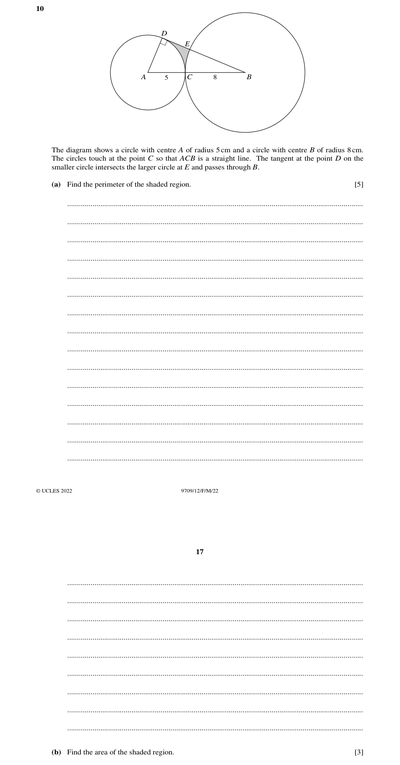 10
D
E
A
5
C
8
B
The diagram shows a circle with centre A of radius 5 cm and a circle with centre B of radius 8 cm.
The circles touch at the point C so that ACB is a straight line. The tangent at the point D on the
smaller circle intersects the larger circle at E and passes through B.
(a) Find the perimeter of the shaded region. [5]
© UCLES 2022 9709/12/F/M/22
17
(b) Find the area of the shaded region. [3]